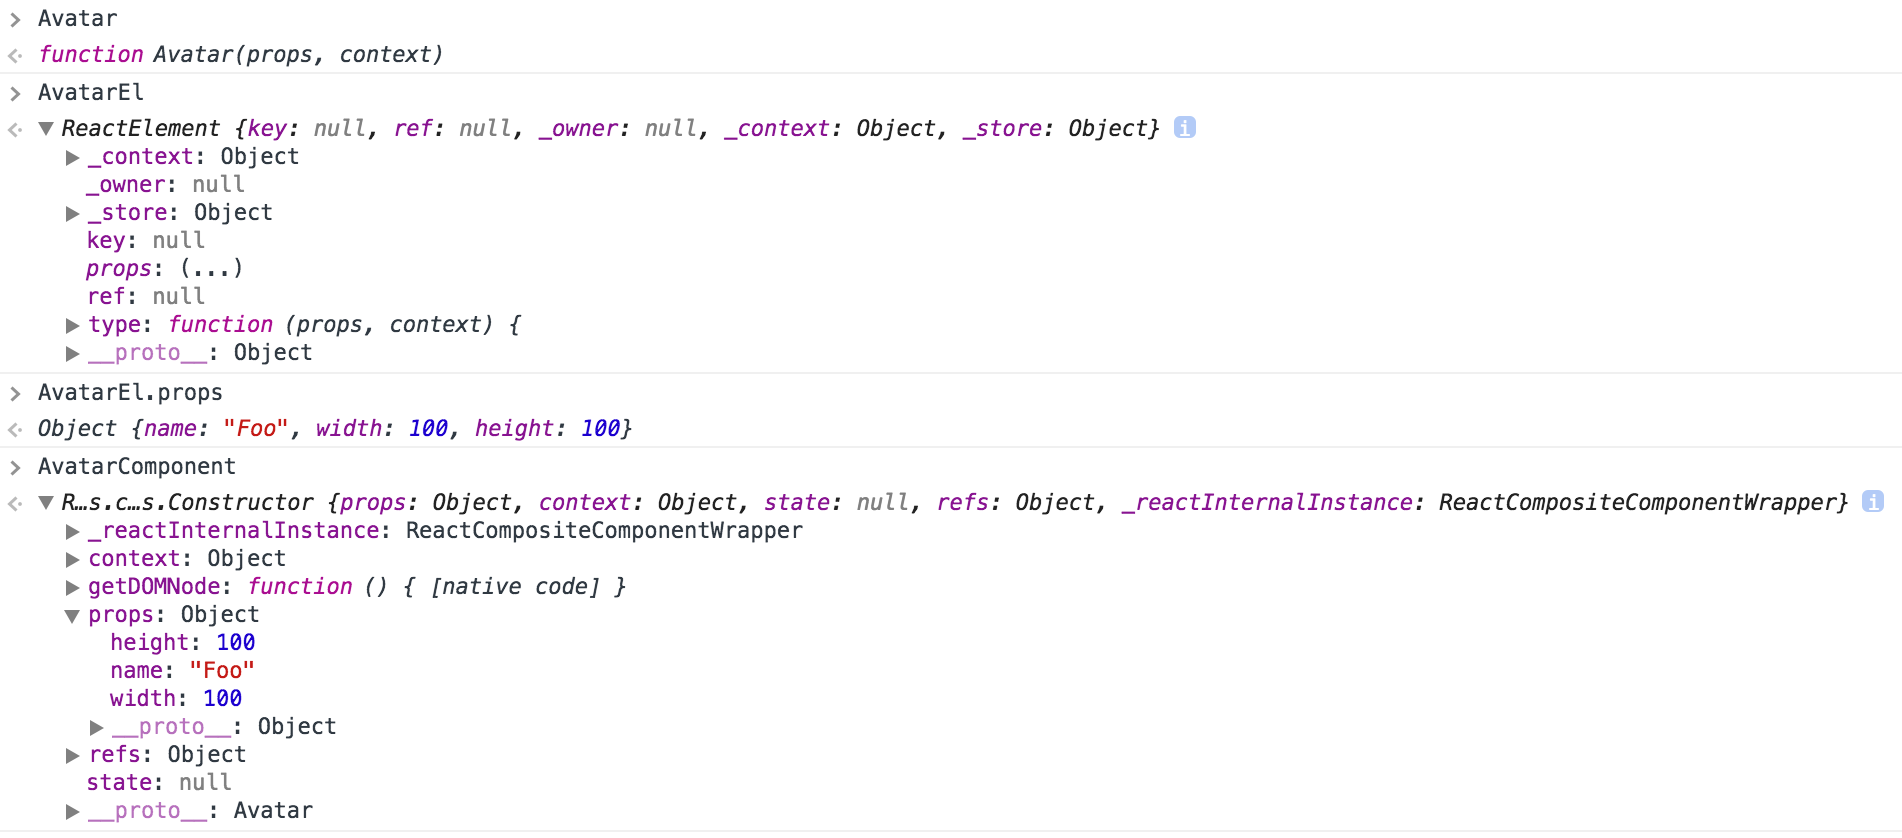 > Avatar
<· function Avatar(props, context)
> AvatarEl
<· ▼ ReactElement {key: null, ref: null, _owner: null, _context: Object, _store: Object} i
▶ _context: Object
_owner: null
▶ _store: Object
key: null
props: (...)
ref: null
▶ type: function (props, context) {
▶ __proto__: Object
> AvatarEl.props
<· Object {name: "Foo", width: 100, height: 100}
> AvatarComponent
<· ▼ R…s.c…s.Constructor {props: Object, context: Object, state: null, refs: Object, _reactInternalInstance: ReactCompositeComponentWrapper} i
▶ _reactInternalInstance: ReactCompositeComponentWrapper
▶ context: Object
▶ getDOMNode: function () { [native code] }
▼ props: Object
height: 100
name: "Foo"
width: 100
▶ __proto__: Object
▶ refs: Object
state: null
▶ __proto__: Avatar